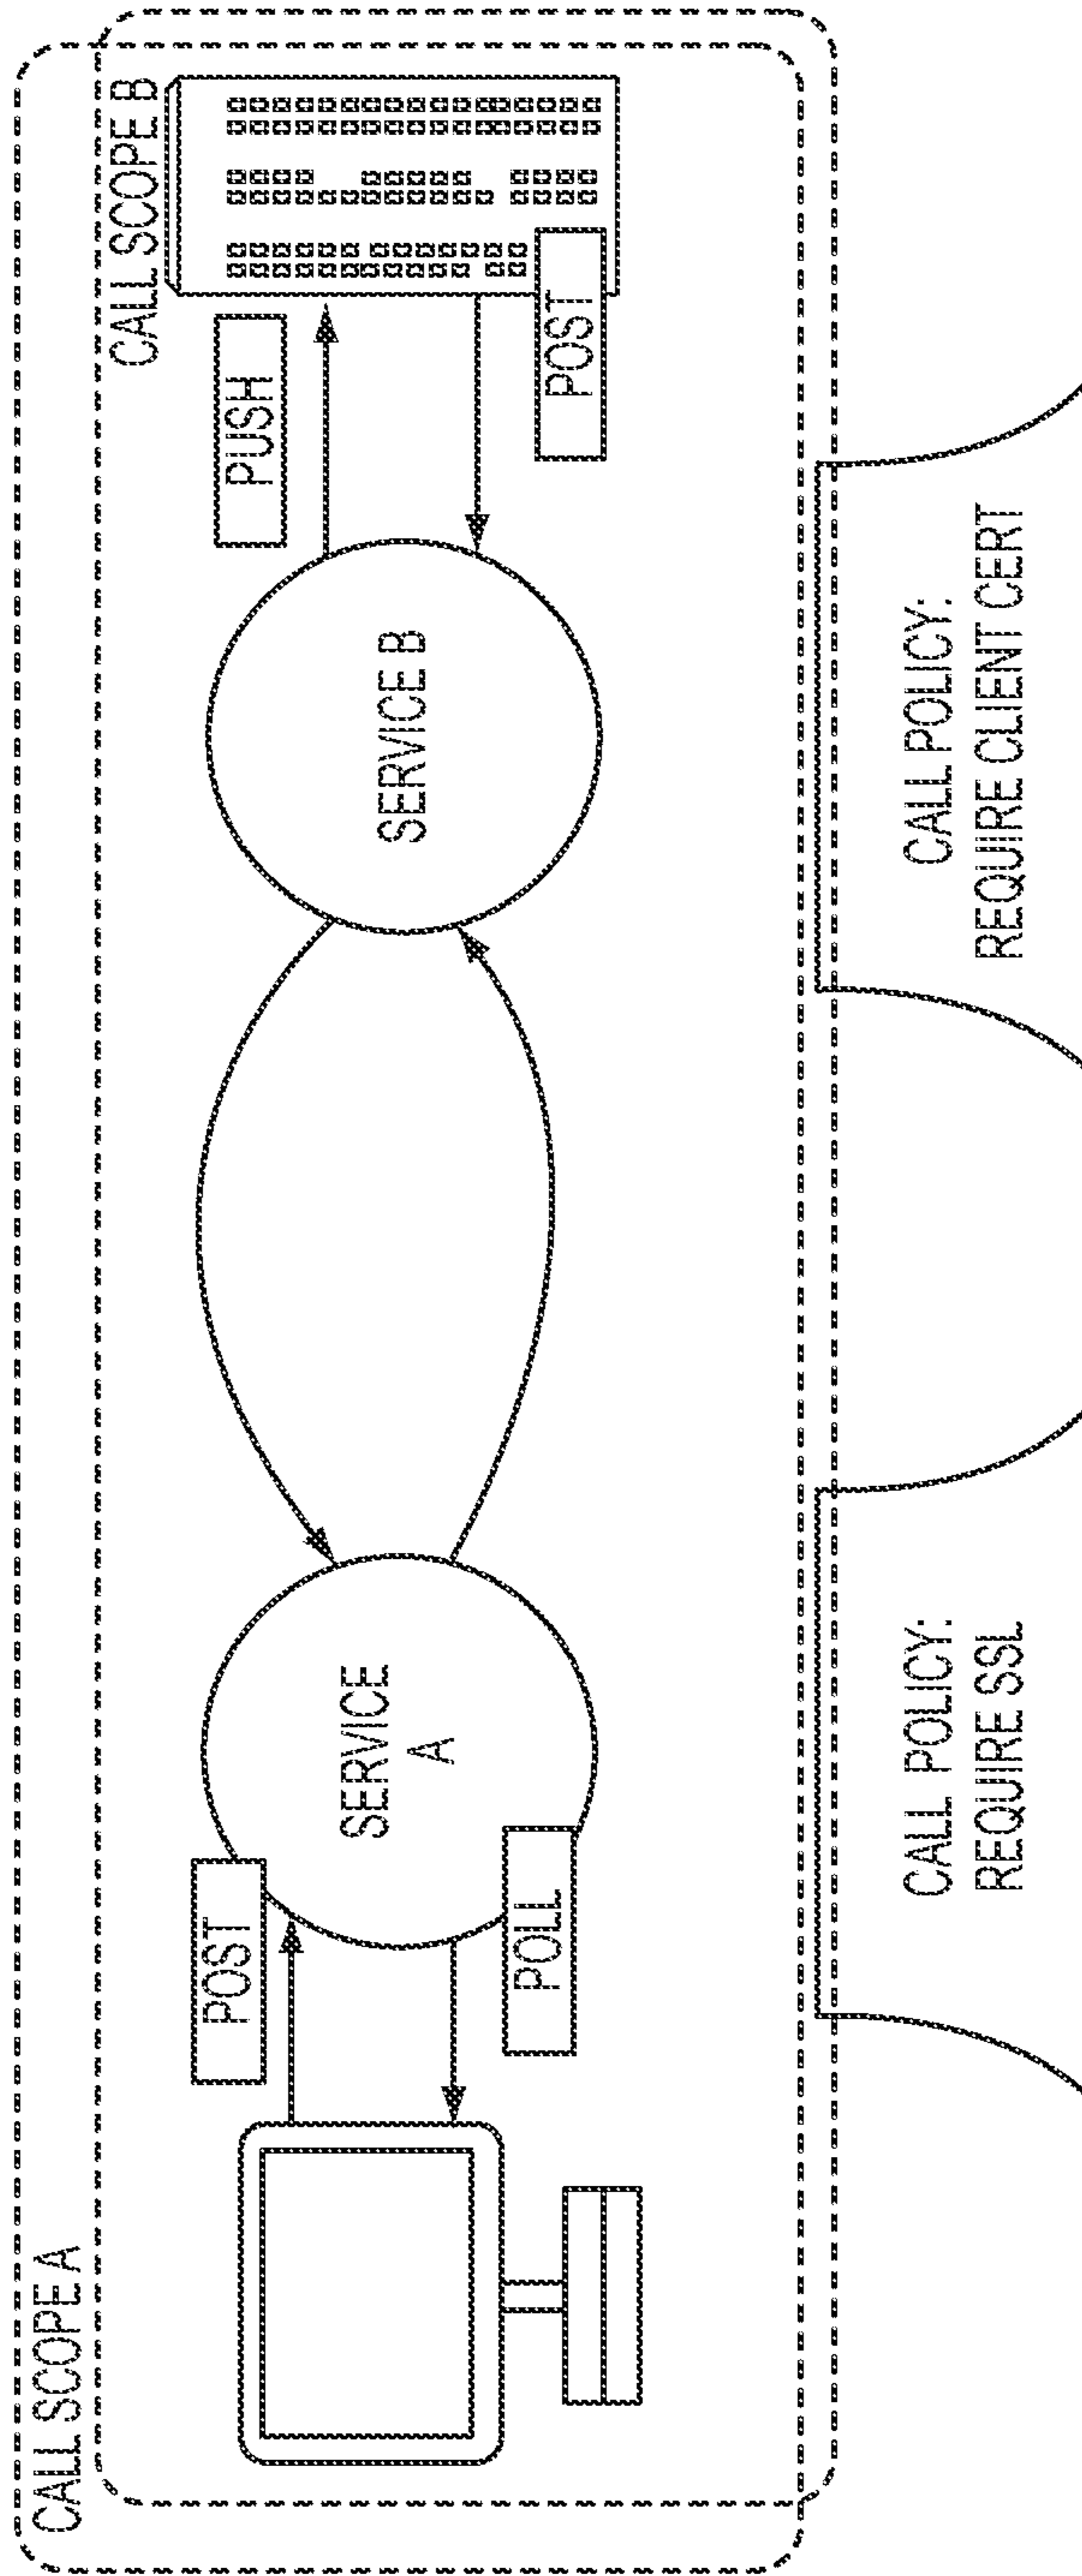 CALL SCOPE A
CALL SCOPE B
POST
PUSH
SERVICE
A
SERVICE B
POLL
POST
CALL POLICY:
REQUIRE SSL
CALL POLICY:
REQUIRE CLIENT CERT